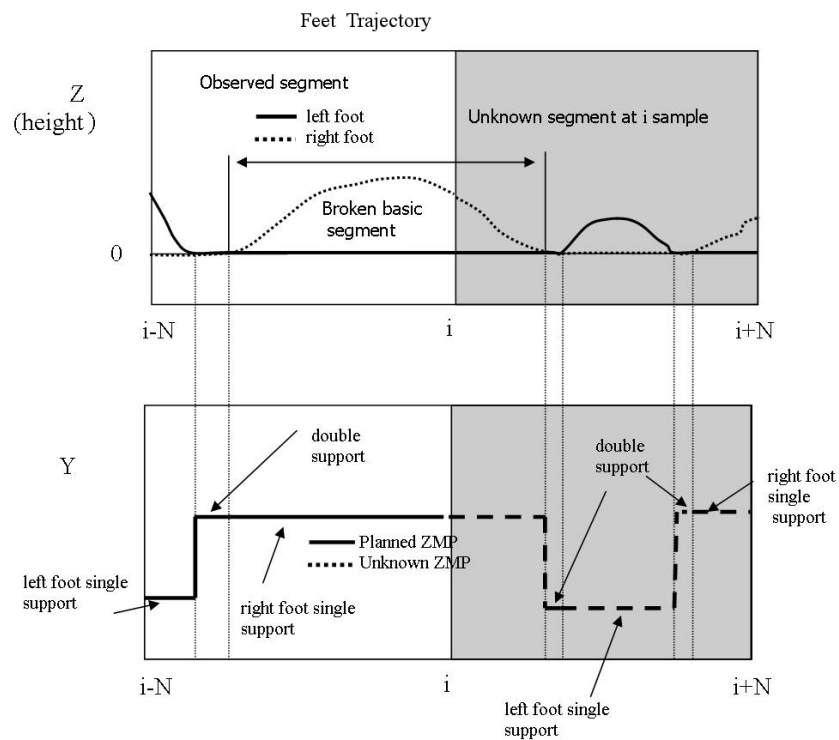 Feet Trajectory
Z
(height)
Observed segment
left foot
right foot
Unknown segment at i sample
Broken basic
segment
0
i-N
i
i+N
Y
double
support
double
support
right foot
single
support
Planned ZMP
Unknown ZMP
left foot single
support
right foot single
support
i-N
i
i+N
left foot single
support